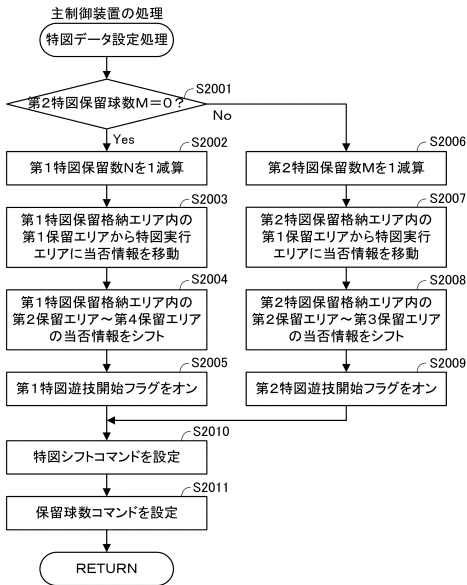 主制御装置の処理
特図データ設定処理
S2001
第2特図保留球数M=0?
No
Yes
S2002
第1特図保留数Nを1減算
S2003
第1特図保留格納エリア内の
第1保留エリアから特図実行
エリアに当否情報を移動
S2004
第1特図保留格納エリア内の
第2保留エリア～第4保留エリア
の当否情報をシフト
S2005
第1特図遊技開始フラグをオン
S2006
第2特図保留数Mを1減算
S2007
第2特図保留格納エリア内の
第1保留エリアから特図実行
エリアに当否情報を移動
S2008
第2特図保留格納エリア内の
第2保留エリア～第3保留エリア
の当否情報をシフト
S2009
第2特図遊技開始フラグをオン
S2010
特図シフトコマンドを設定
S2011
保留球数コマンドを設定
RETURN